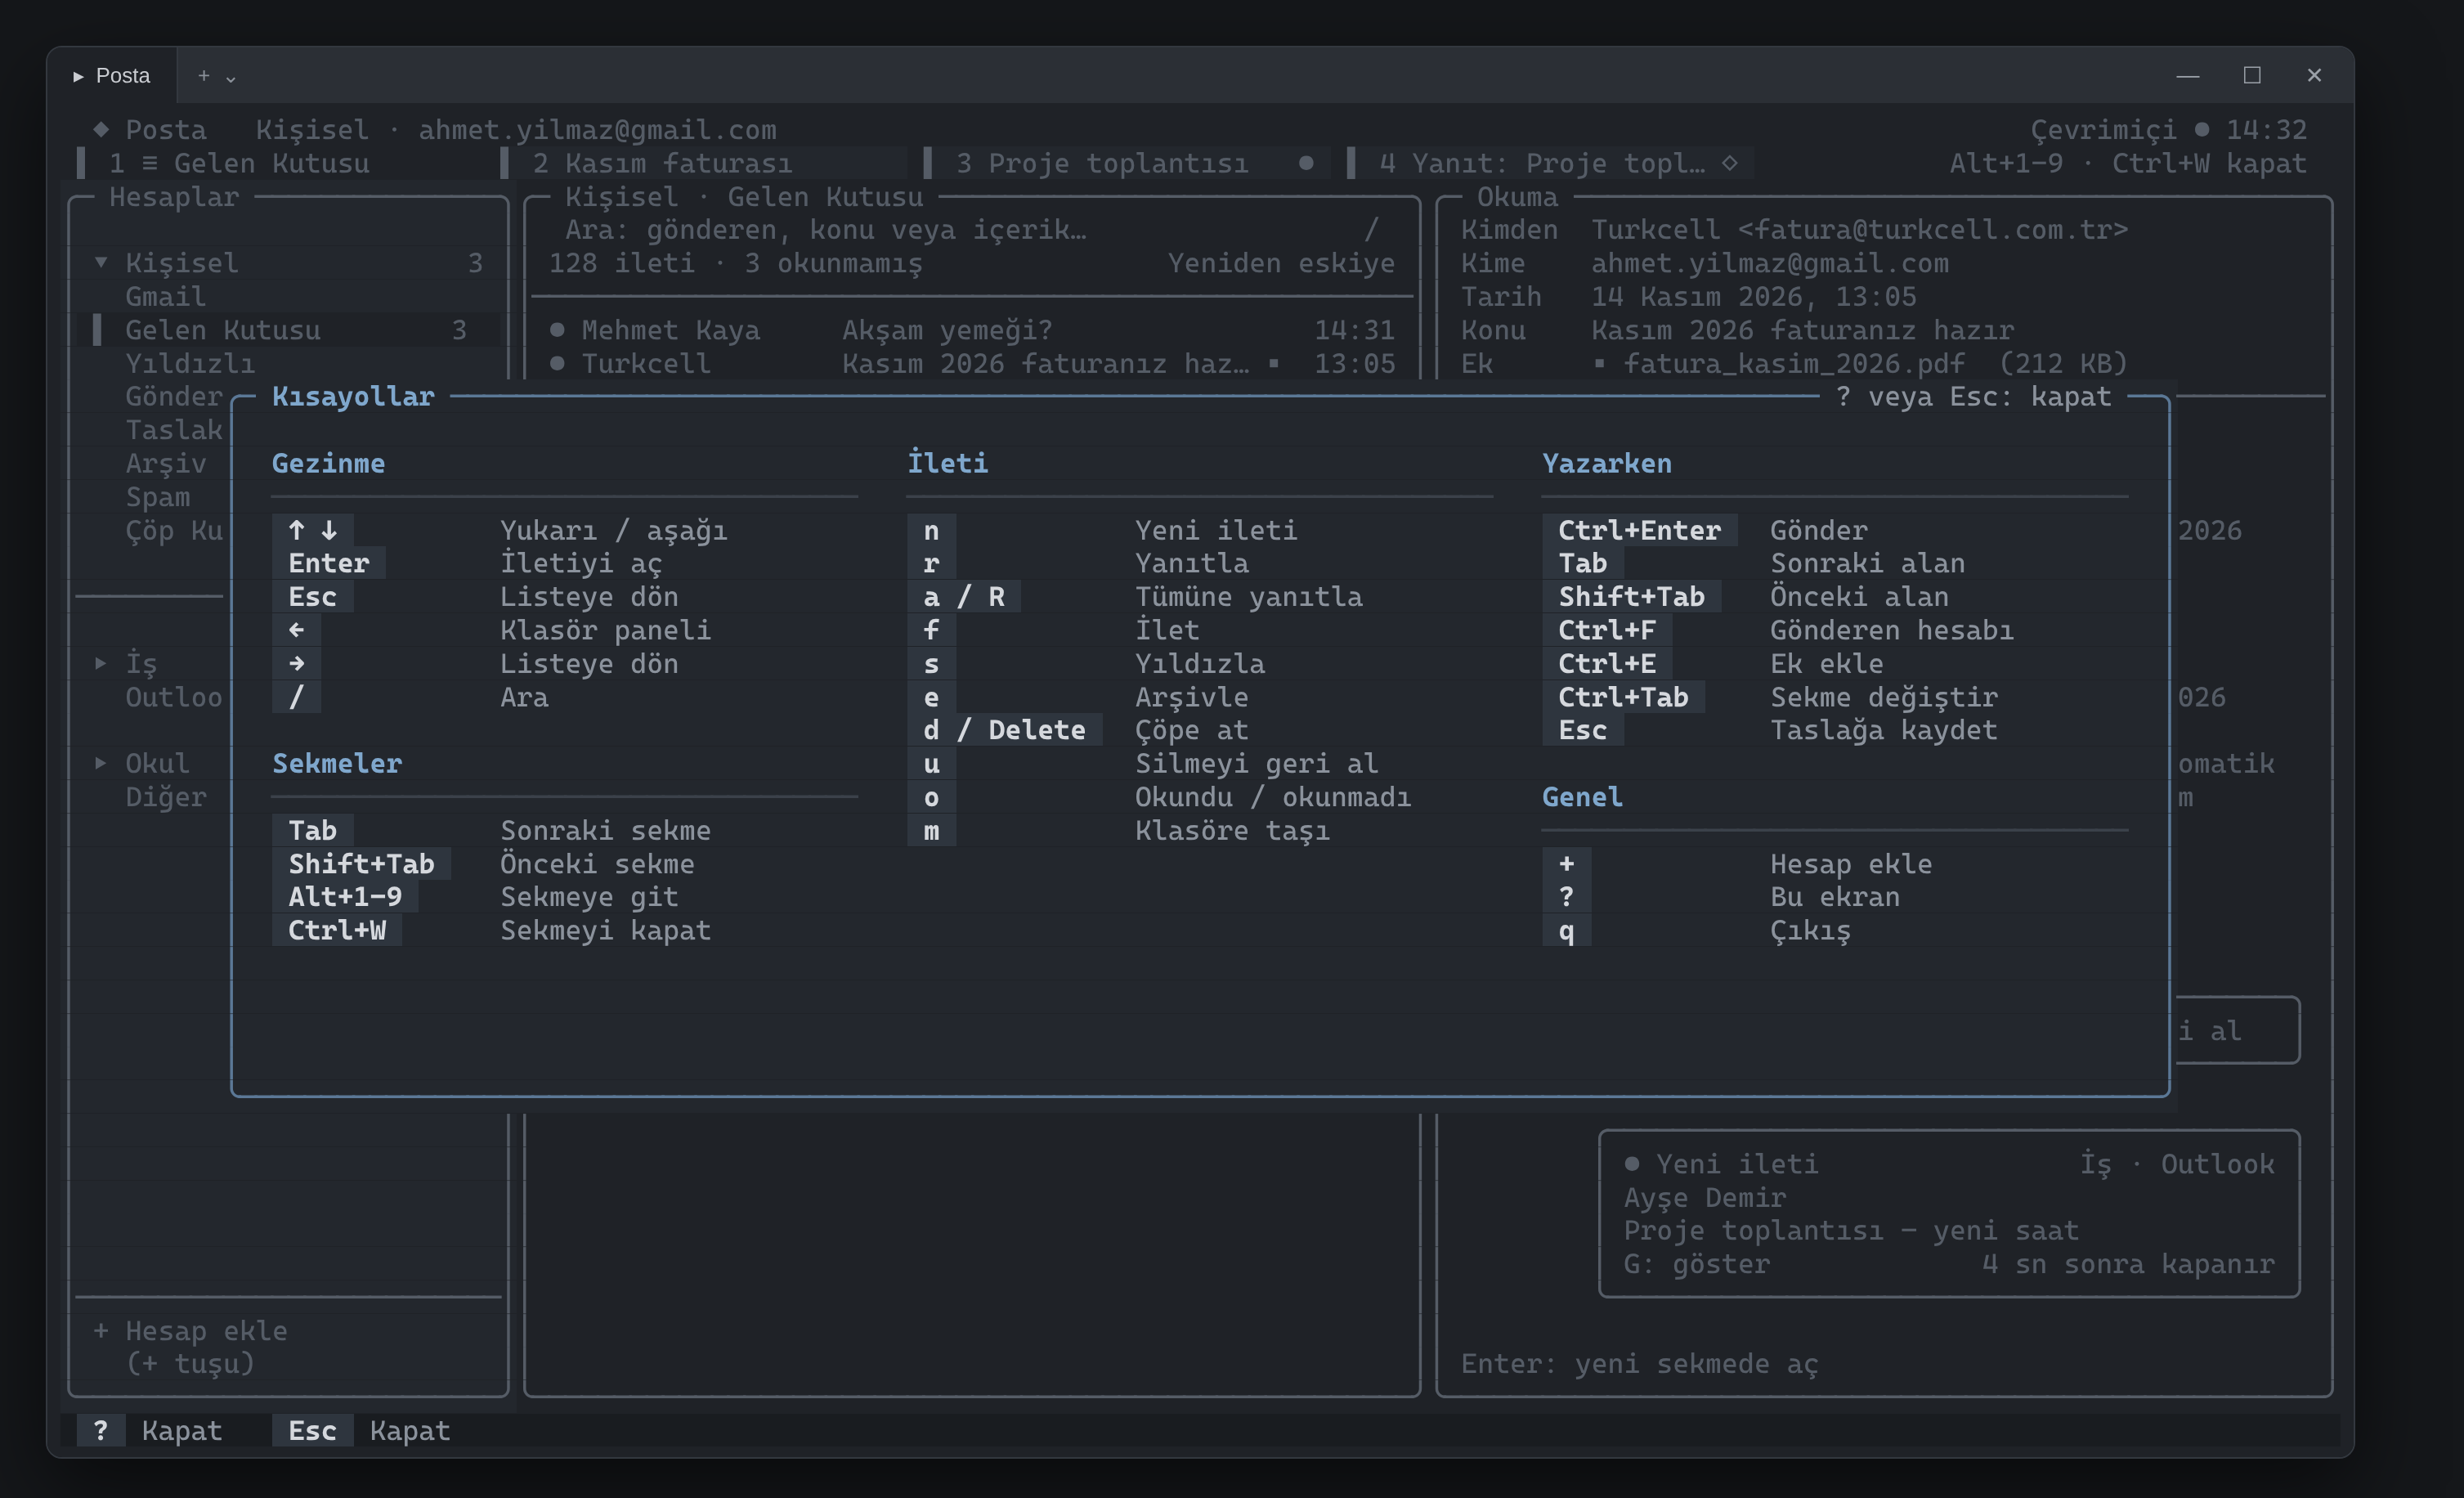 Posta
Posta Kişisel · ahmet.yilmaz@gmail.com Çevrimiçi ● 14:32
1 ≡ Gelen Kutusu 2 Kasım faturası 3 Proje toplantısı ● 4 Yanıt: Proje topl… ◇ Alt+1-9 · Ctrl+W kapat
Hesaplar
▼ Kişisel 3
Gmail
Gelen Kutusu 3
Yıldızlı
Gönder
Taslak
Arşiv
Spam
Çöp Ku
▶ İş
Outloo
▶ Okul
Diğer
+ Hesap ekle
(+ tuşu)
Kişisel · Gelen Kutusu
Ara: gönderen, konu veya içerik… /
128 ileti · 3 okunmamış Yeniden eskiye
● Mehmet Kaya Akşam yemeği? 14:31
● Turkcell Kasım 2026 faturanız haz… ▪ 13:05
Okuma
Kimden Turkcell <fatura@turkcell.com.tr>
Kime ahmet.yilmaz@gmail.com
Tarih 14 Kasım 2026, 13:05
Konu Kasım 2026 faturanız hazır
Ek ▪ fatura_kasim_2026.pdf (212 KB)
2026
026
omatik
m
i al
Kısayollar ? veya Esc: kapat
Gezinme
↑ ↓ Yukarı / aşağı
Enter İletiyi aç
Esc Listeye dön
← Klasör paneli
→ Listeye dön
/ Ara
Sekmeler
Tab Sonraki sekme
Shift+Tab Önceki sekme
Alt+1-9 Sekmeye git
Ctrl+W Sekmeyi kapat
İleti
n Yeni ileti
r Yanıtla
a / R Tümüne yanıtla
f İlet
s Yıldızla
e Arşivle
d / Delete Çöpe at
u Silmeyi geri al
o Okundu / okunmadı
m Klasöre taşı
Yazarken
Ctrl+Enter Gönder
Tab Sonraki alan
Shift+Tab Önceki alan
Ctrl+F Gönderen hesabı
Ctrl+E Ek ekle
Ctrl+Tab Sekme değiştir
Esc Taslağa kaydet
Genel
+ Hesap ekle
? Bu ekran
q Çıkış
● Yeni ileti İş · Outlook
Ayşe Demir
Proje toplantısı — yeni saat
G: göster 4 sn sonra kapanır
Enter: yeni sekmede aç
? Kapat Esc Kapat